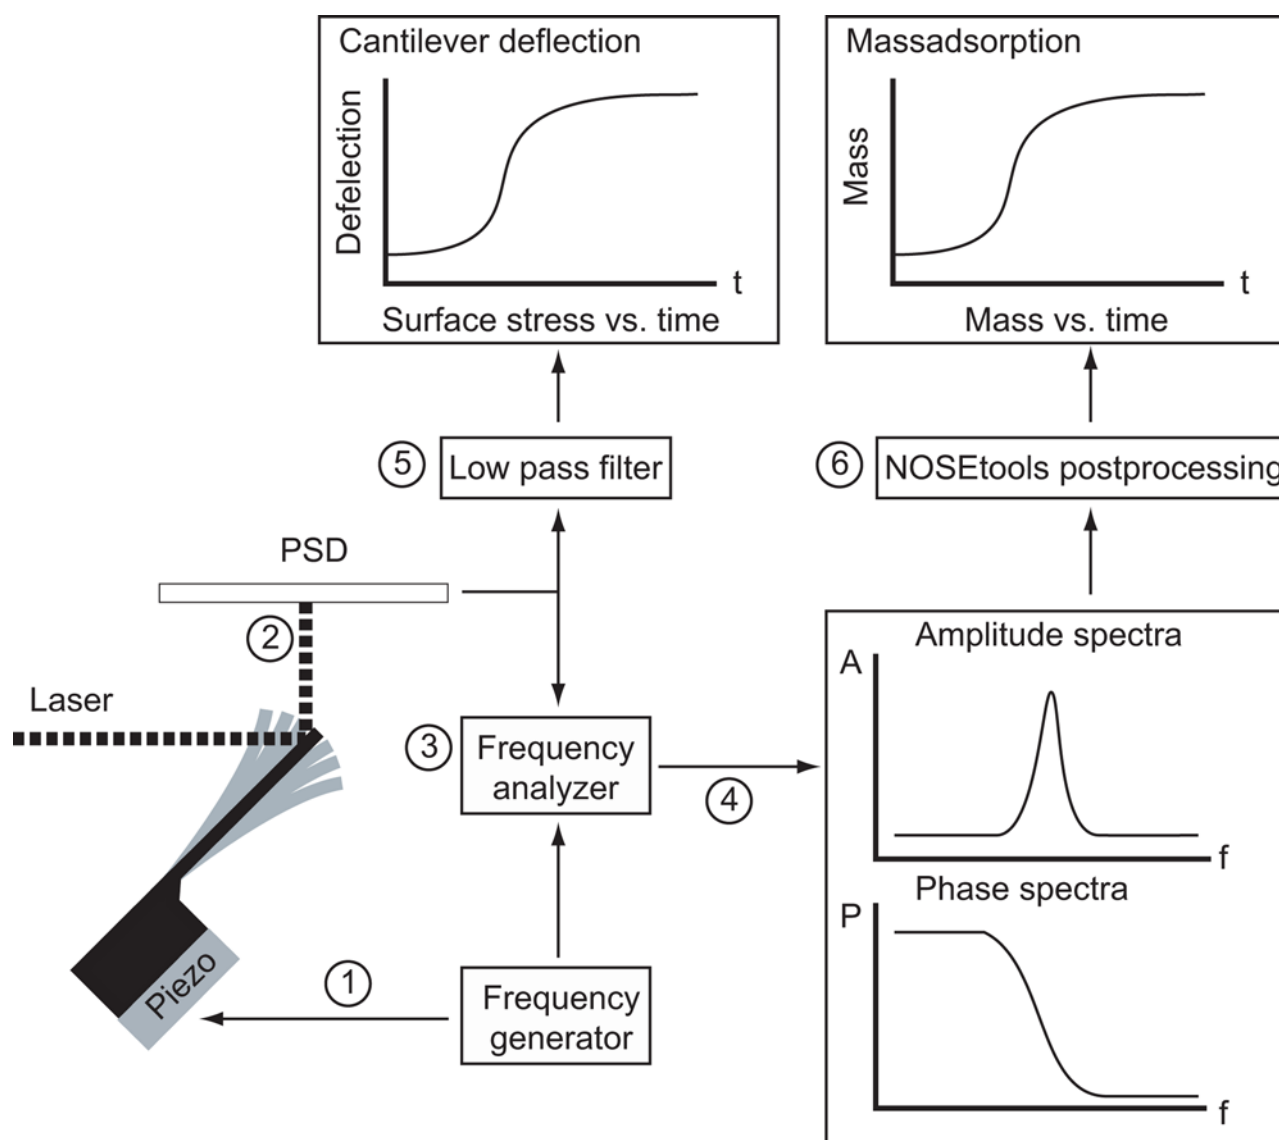 Cantilever deflection
Defelection
t
Surface stress vs. time
Massadsorption
Mass
t
Mass vs. time
5
Low pass filter
6
NOSEtools postprocessing
PSD
2
Laser
3
Frequency
analyzer
4
Amplitude spectra
A
f
Phase spectra
P
f
Piezo
1
Frequency
generator